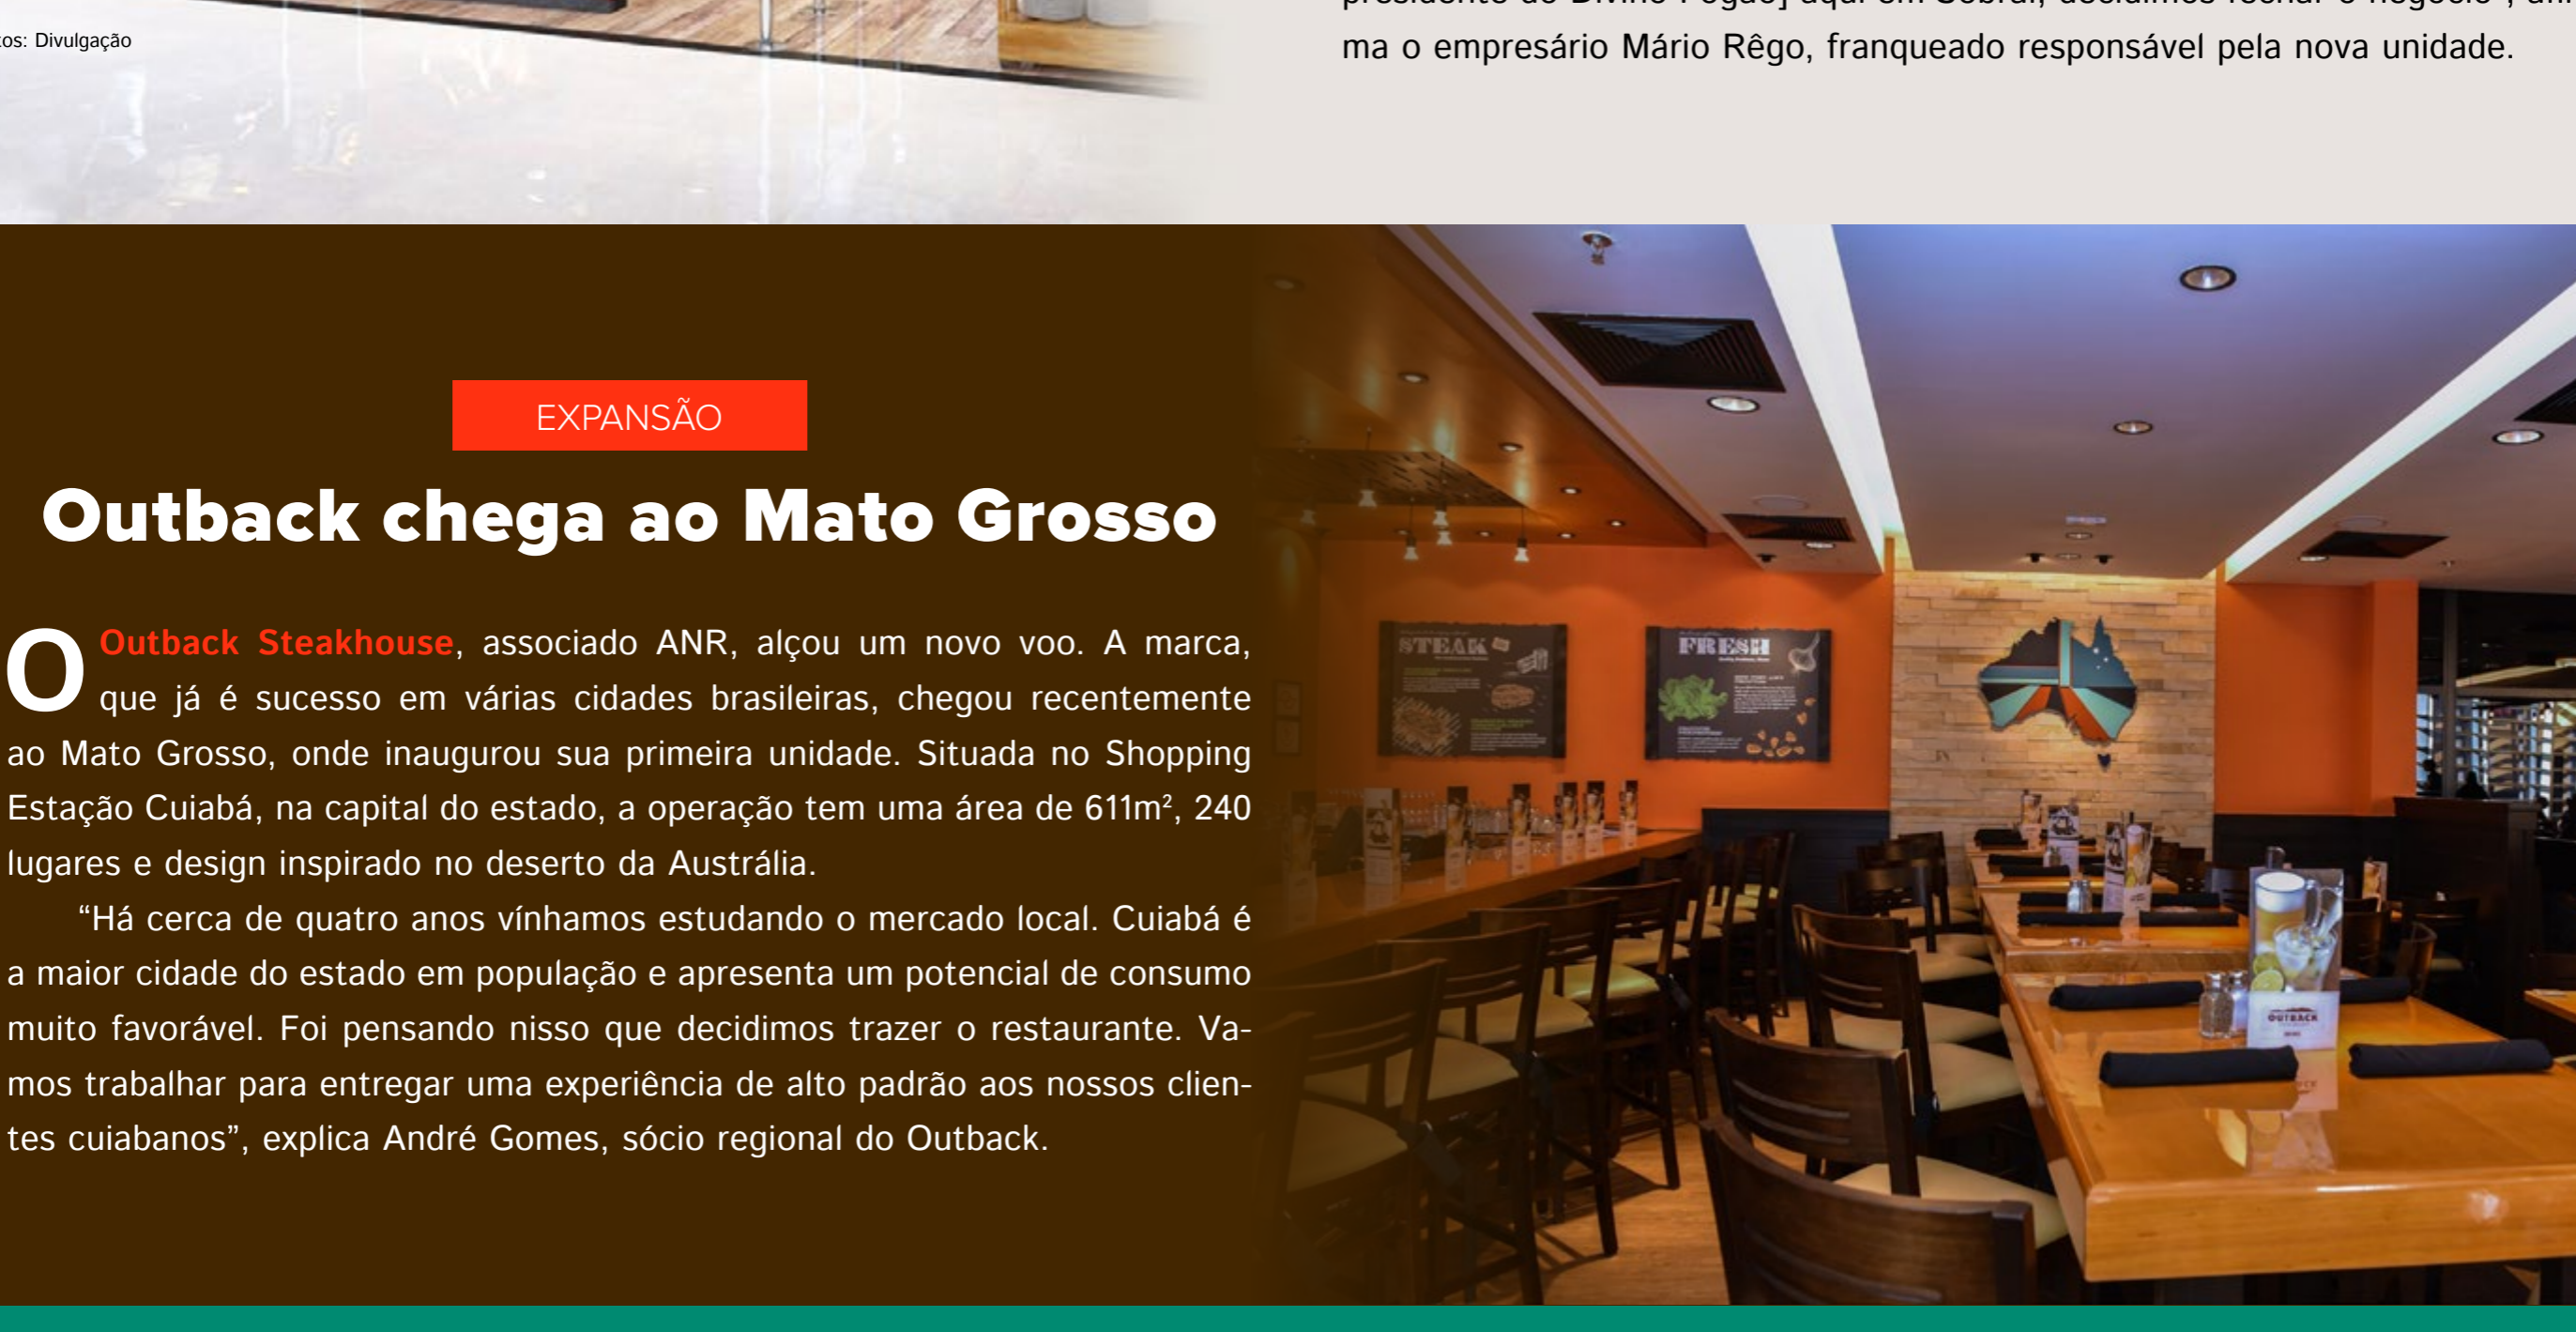 tos: Divulgação
ma o empresário Mário Rêgo, franqueado responsável pela nova unidade.
EXPANSÃO
Outback chega ao Mato Grosso
O Outback Steakhouse, associado ANR, alçou um novo voo. A marca,
que já é sucesso em várias cidades brasileiras, chegou recentemente
ao Mato Grosso, onde inaugurou sua primeira unidade. Situada no Shopping
Estação Cuiabá, na capital do estado, a operação tem uma área de 611m², 240
lugares e design inspirado no deserto da Austrália.
“Há cerca de quatro anos vínhamos estudando o mercado local. Cuiabá é
a maior cidade do estado em população e apresenta um potencial de consumo
muito favorável. Foi pensando nisso que decidimos trazer o restaurante. Va-
mos trabalhar para entregar uma experiência de alto padrão aos nossos clien-
tes cuiabanos”, explica André Gomes, sócio regional do Outback.
STEAK
FRESH
OUTBACK